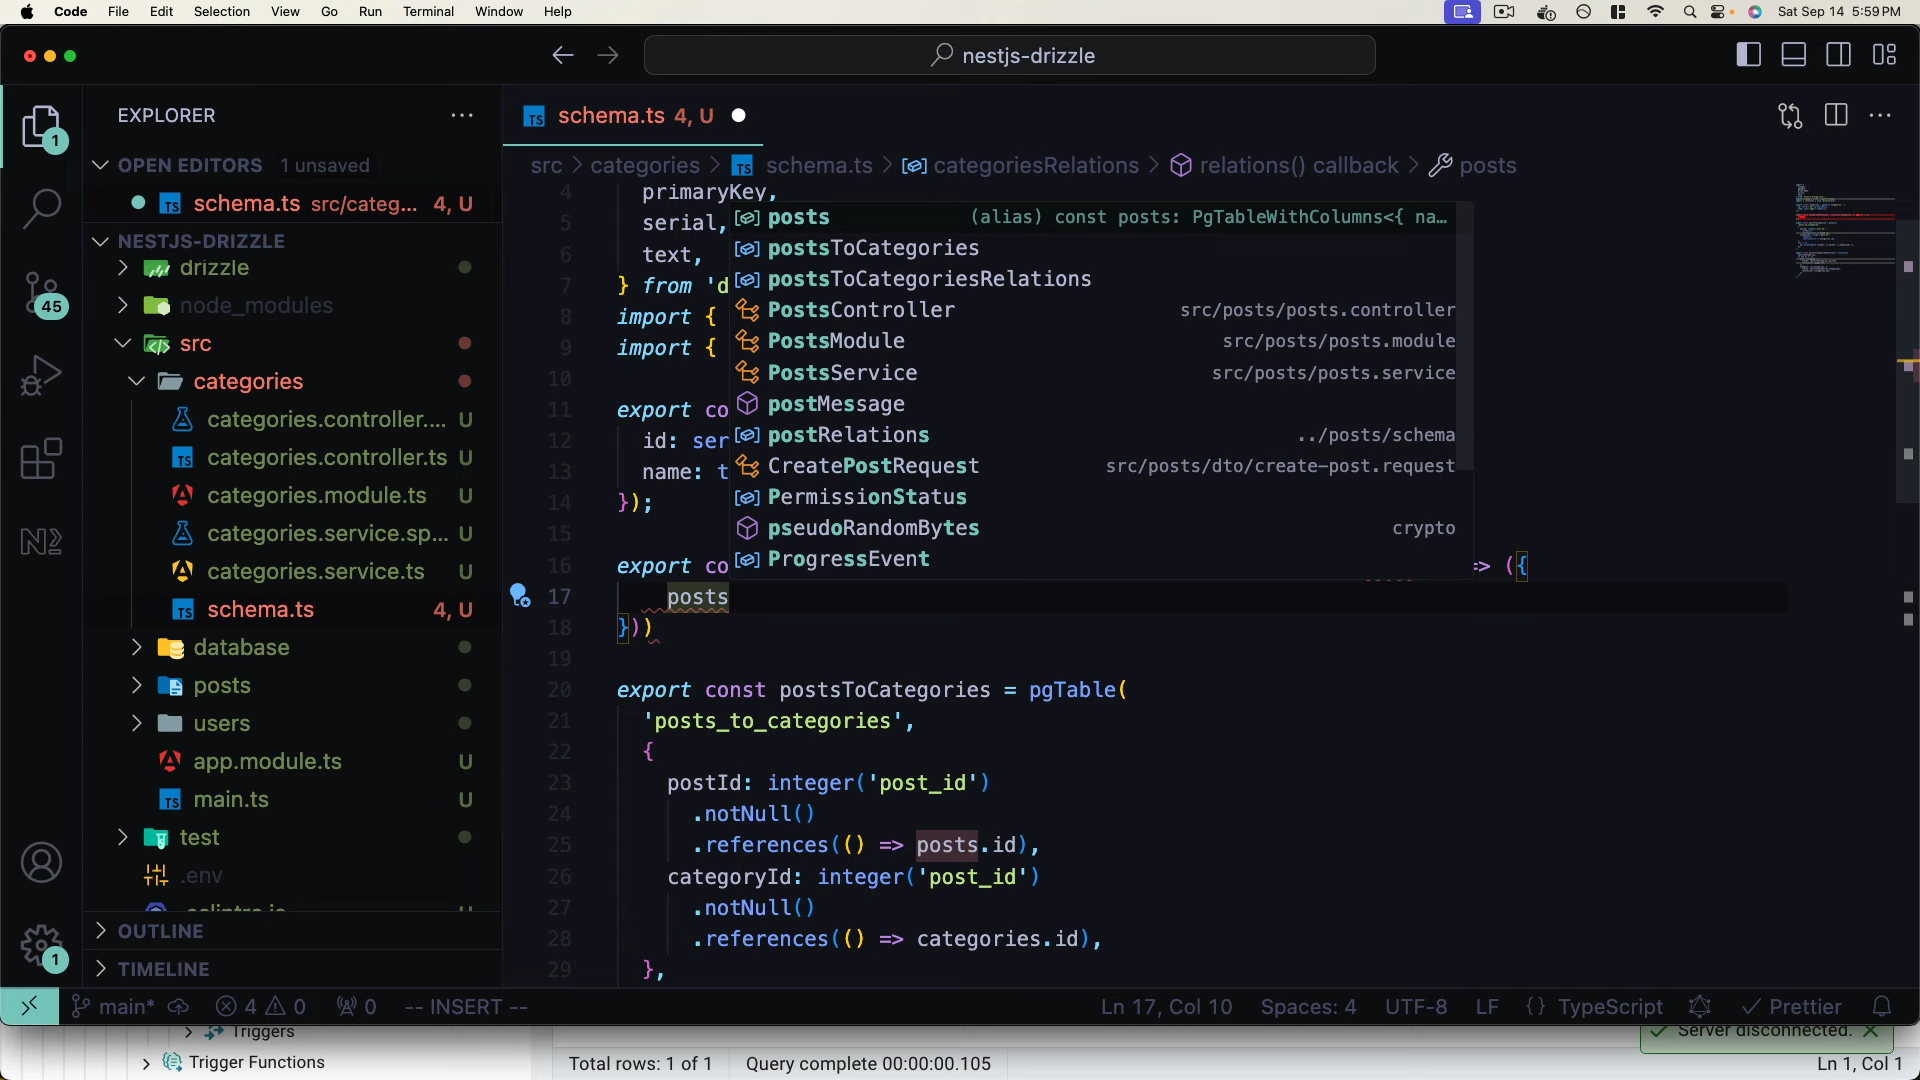 Code File Edit Selection View Go Run Terminal Window Help Sat Sep 14 5:59 PM
nestjs-drizzle
EXPLORER
schema.ts 4, U
OPEN EDITORS 1 unsaved
schema.ts src/categ... 4, U
src > categories > TS schema.ts > categoriesRelations > relations() callback > posts
NESTJS-DRIZZLE
drizzle
node_modules
src
categories
categories.controller.... U
categories.controller.ts U
categories.module.ts U
categories.service.sp... U
categories.service.ts U
schema.ts 4, U
database
posts
users
app.module.ts U
main.ts U
test
.env
OUTLINE
TIMELINE
1
45
1
4 primaryKey,
5 serial,
6 text,
7 } from 'd
8 import {
9 import {
10
11 export co
12 id: ser
13 name: t
14 });
15
16 export co => ({
17 posts
18 }))
19
20 export const postsToCategories = pgTable(
21 'posts_to_categories',
22 {
23 postId: integer('post_id')
24 .notNull()
25 .references(() => posts.id),
26 categoryId: integer('post_id')
27 .notNull()
28 .references(() => categories.id),
29 },
posts (alias) const posts: PgTableWithColumns<{ na...
postsToCategories
postsToCategoriesRelations
PostsController src/posts/posts.controller
PostsModule src/posts/posts.module
PostsService src/posts/posts.service
postMessage
postRelations ../posts/schema
CreatePostRequest src/posts/dto/create-post.request
PermissionStatus
pseudoRandomBytes crypto
ProgressEvent
main* 4 0 0 -- INSERT -- Ln 17, Col 10 Spaces: 4 UTF-8 LF {} TypeScript Prettier
Triggers
Server disconnected.
Trigger Functions
Total rows: 1 of 1 Query complete 00:00:00.105 Ln 1, Col 1